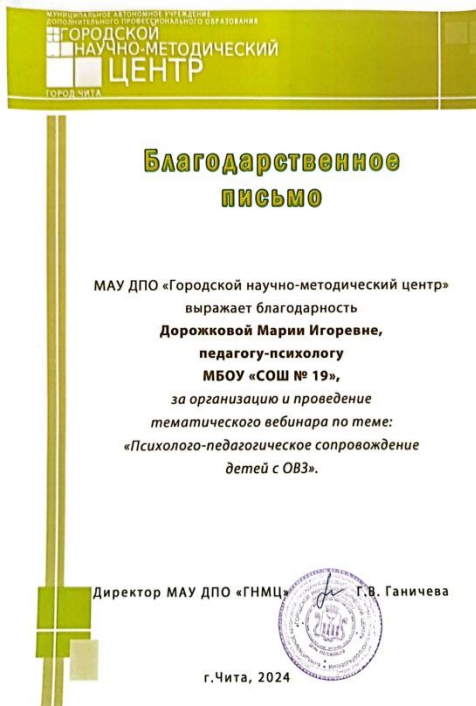 МУНИЦИПАЛЬНОЕ АВТОНОМНОЕ УЧРЕЖДЕНИЕ
ДОПОЛНИТЕЛЬНОГО ПРОФЕССИОНАЛЬНОГО ОБРАЗОВАНИЯ
ГОРОДСКОЙ
НАУЧНО-МЕТОДИЧЕСКИЙ
ЦЕНТР
ГОРОД ЧИТА
Благодарственное
письмо
МАУ ДПО «Городской научно-методический центр»
выражает благодарность
Дорожковой Марии Игоревне,
педагогу-психологу
МБОУ «СОШ № 19»,
за организацию и проведение
тематического вебинара по теме:
«Психолого-педагогическое сопровождение
детей с ОВЗ».
Директор МАУ ДПО «ГНМЦ» Г.В. Ганичева
г.Чита, 2024